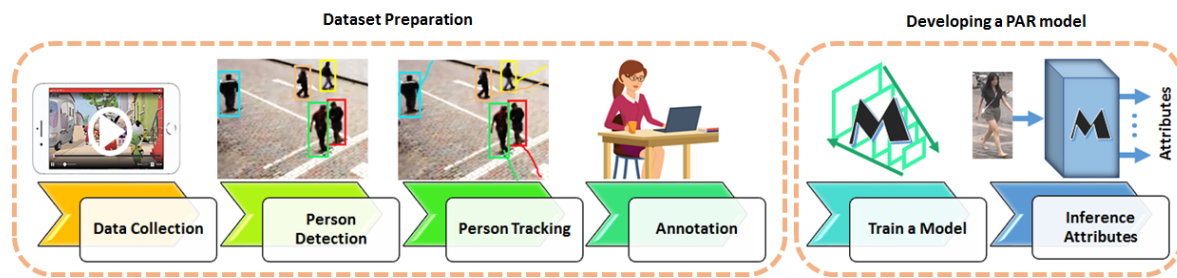 Dataset Preparation
Developing a PAR model
M
M
Attributes
Data Collection
Person
Detection
Person Tracking
Annotation
Train a Model
Inference
Attributes